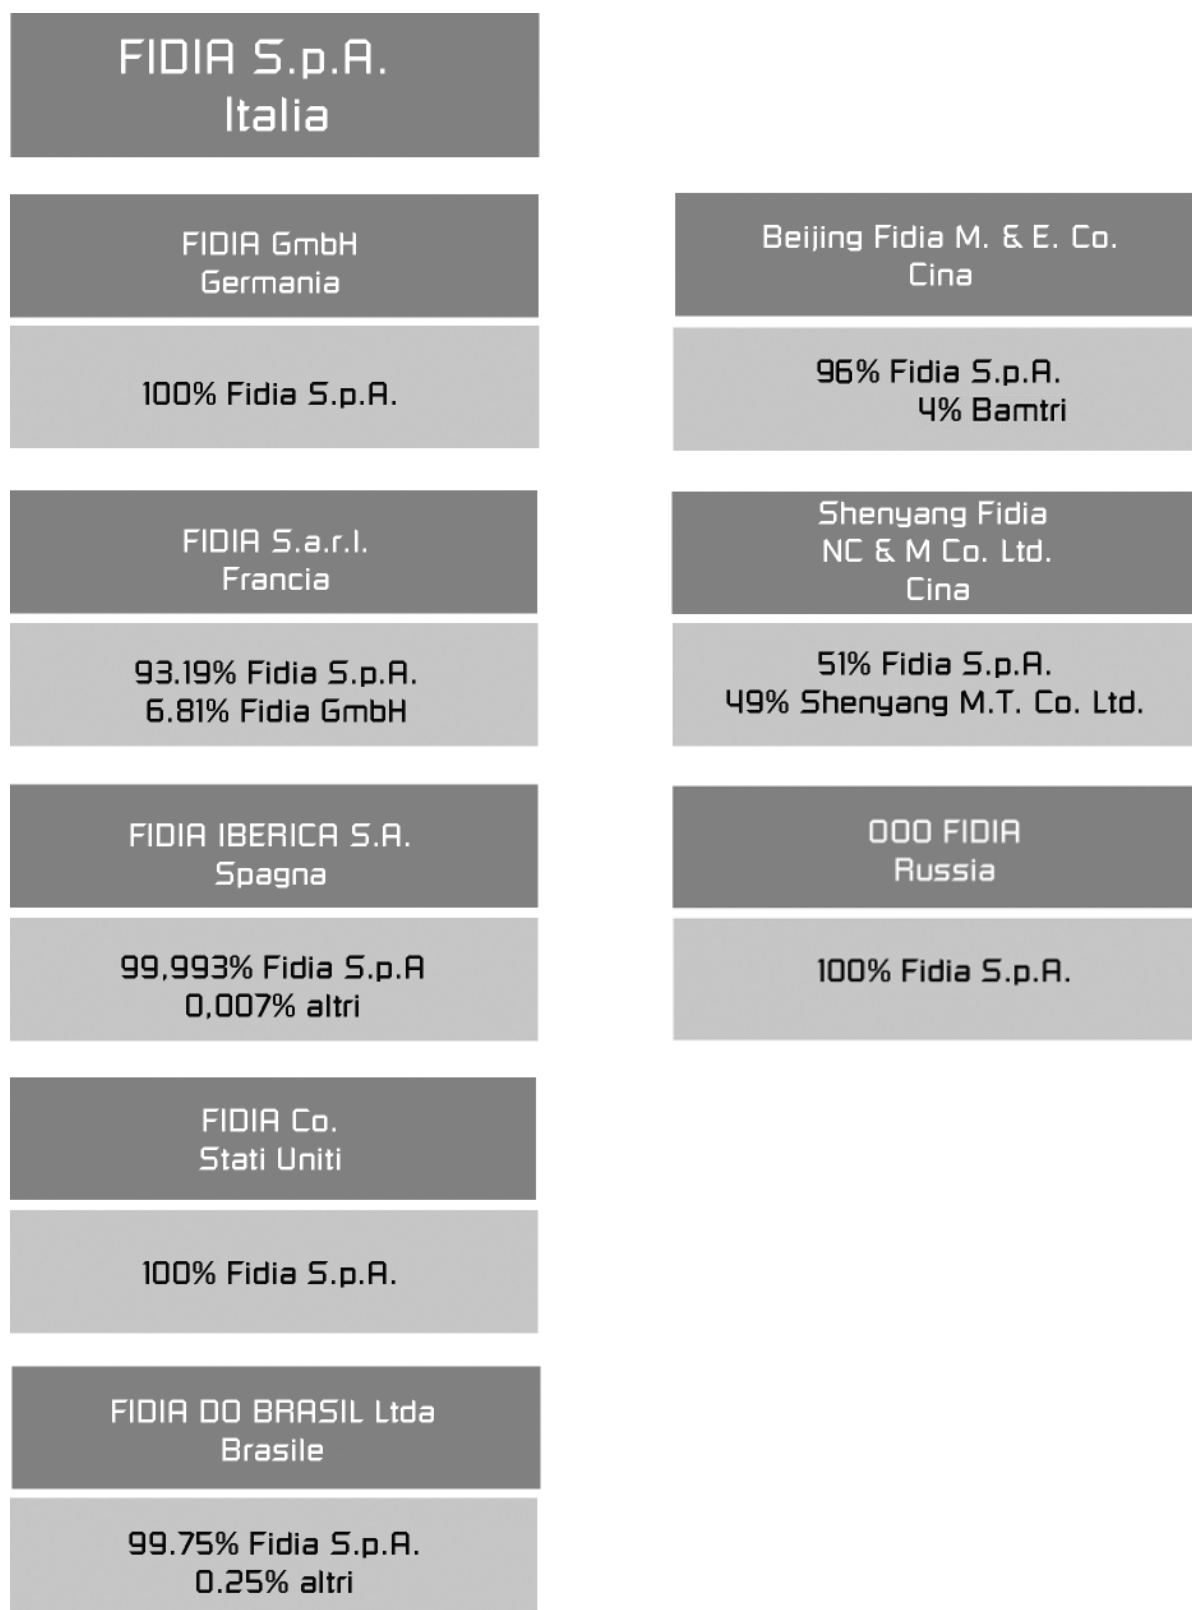 FIDIA S.p.A.
Italia
FIDIA GmbH
Germania
100% Fidia S.p.A.
FIDIA S.a.r.l.
Francia
93.19% Fidia S.p.A.
6.81% Fidia GmbH
FIDIA IBERICA S.A.
Spagna
99,993% Fidia S.p.A
0,007% altri
FIDIA Co.
Stati Uniti
100% Fidia S.p.A.
FIDIA DO BRASIL Ltda
Brasile
99.75% Fidia S.p.A.
0.25% altri
Beijing Fidia M. & E. Co.
Cina
96% Fidia S.p.A.
4% Bamtri
Shenyang Fidia
NC & M Co. Ltd.
Cina
51% Fidia S.p.A.
49% Shenyang M.T. Co. Ltd.
OOO FIDIA
Russia
100% Fidia S.p.A.